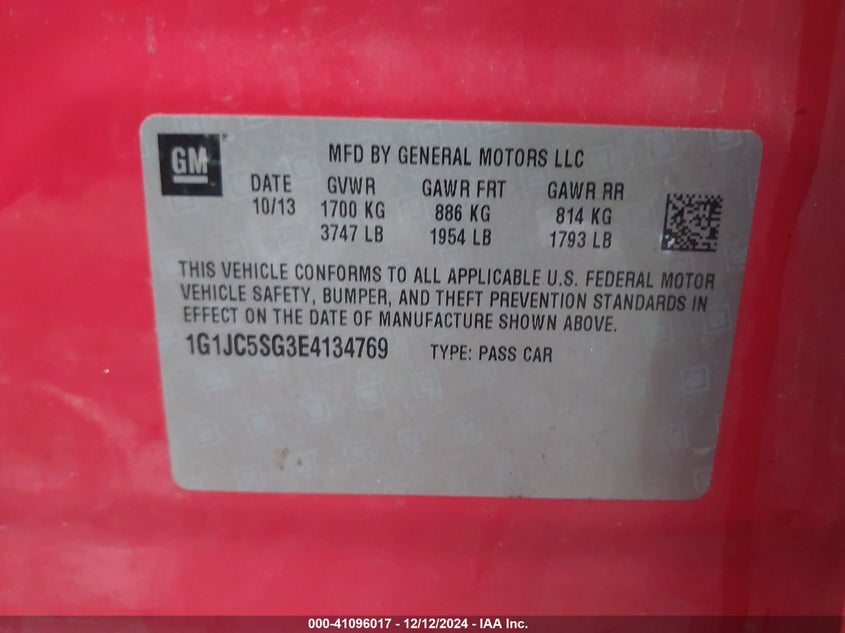 GM
MFD BY GENERAL MOTORS LLC
DATE GVWR GAWR FRT GAWR RR
10/13 1700 KG 886 KG 814 KG
3747 LB 1954 LB 1793 LB
THIS VEHICLE CONFORMS TO ALL APPLICABLE U.S. FEDERAL MOTOR
VEHICLE SAFETY, BUMPER, AND THEFT PREVENTION STANDARDS IN
EFFECT ON THE DATE OF MANUFACTURE SHOWN ABOVE.
1G1JC5SG3E4134769 TYPE: PASS CAR
000-41096017 - 12/12/2024 - IAA Inc.